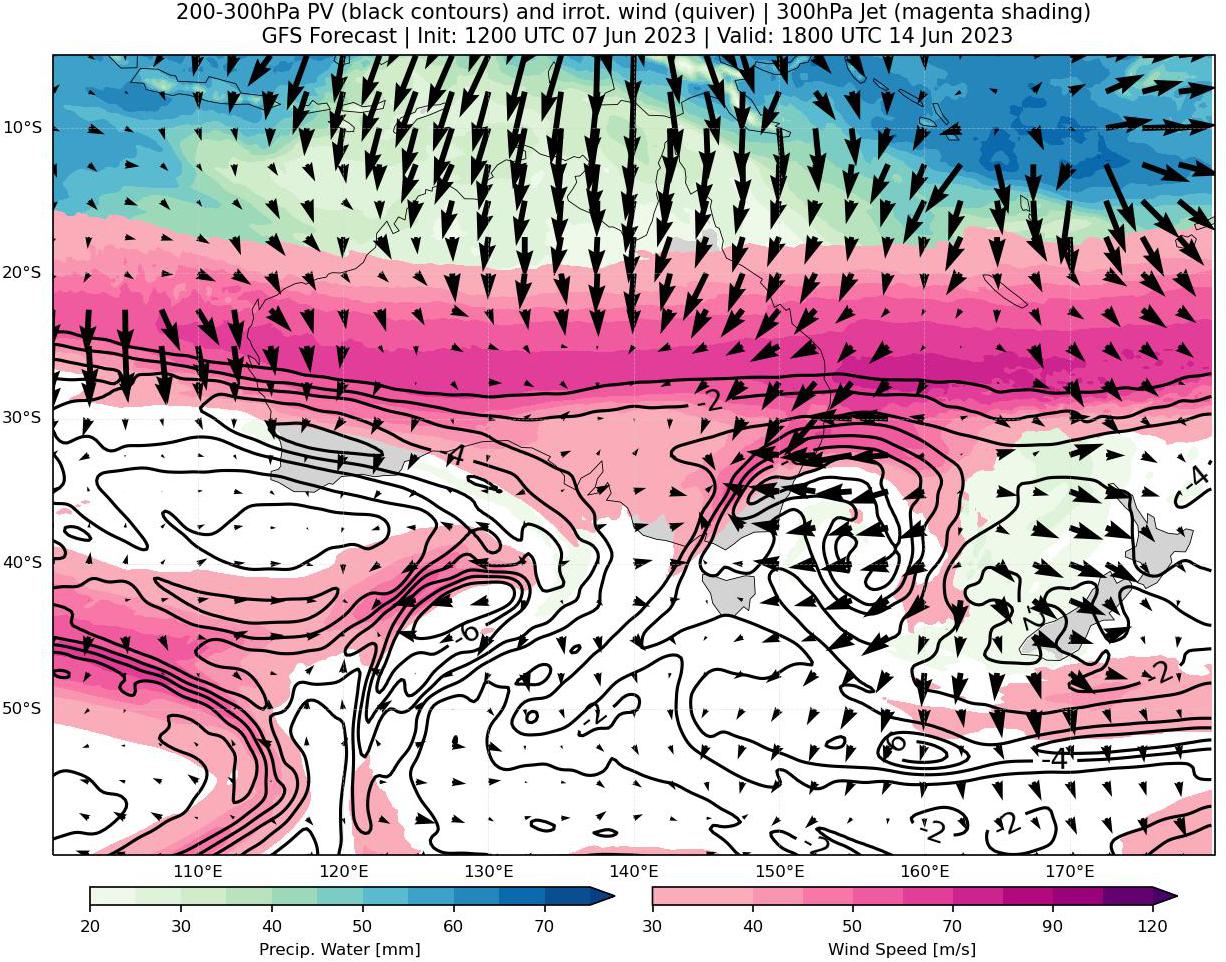 200-300hPa PV (black contours) and irrot. wind (quiver) | 300hPa Jet (magenta shading)
GFS Forecast | Init: 1200 UTC 07 Jun 2023 | Valid: 1800 UTC 14 Jun 2023
10°S
20°S
30°S
40°S
50°S
-2
-4
-4
-6
-2
-2
-4
-2
-2
110°E 120°E 130°E 140°E 150°E 160°E 170°E
20 30 40 50 60 70
30 40 50 70 90 120
Precip. Water [mm]
Wind Speed [m/s]